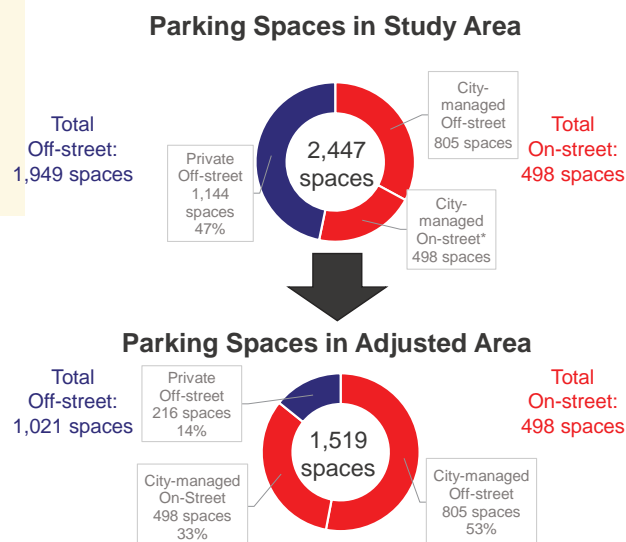 Parking Spaces in Study Area
Total
Off-street:
1,949 spaces
Private
Off-street
1,144
spaces
47%
2,447
spaces
City-
managed
Off-street
805 spaces
City-
managed
On-street*
498 spaces
Total
On-street:
498 spaces
Parking Spaces in Adjusted Area
Total
Off-street:
1,021 spaces
Private
Off-street
216 spaces
14%
City-managed
On-Street
498 spaces
33%
1,519
spaces
City-managed
Off-street
805 spaces
53%
Total
On-street:
498 spaces